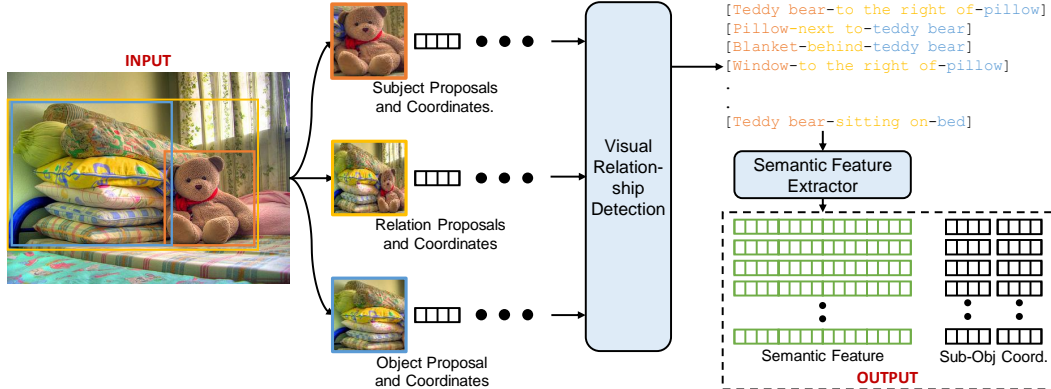 INPUT
Subject Proposals
and Coordinates.
Relation Proposals
and Coordinates
Object Proposal
and Coordinates
Visual
Relation-
ship
Detection
[Teddy bear-to the right of-pillow]
[Pillow-next to-teddy bear]
[Blanket-behind-teddy bear]
[Window-to the right of-pillow]
.
.
[Teddy bear-sitting on-bed]
Semantic Feature
Extractor
Semantic Feature
Sub-Obj Coord.
OUTPUT